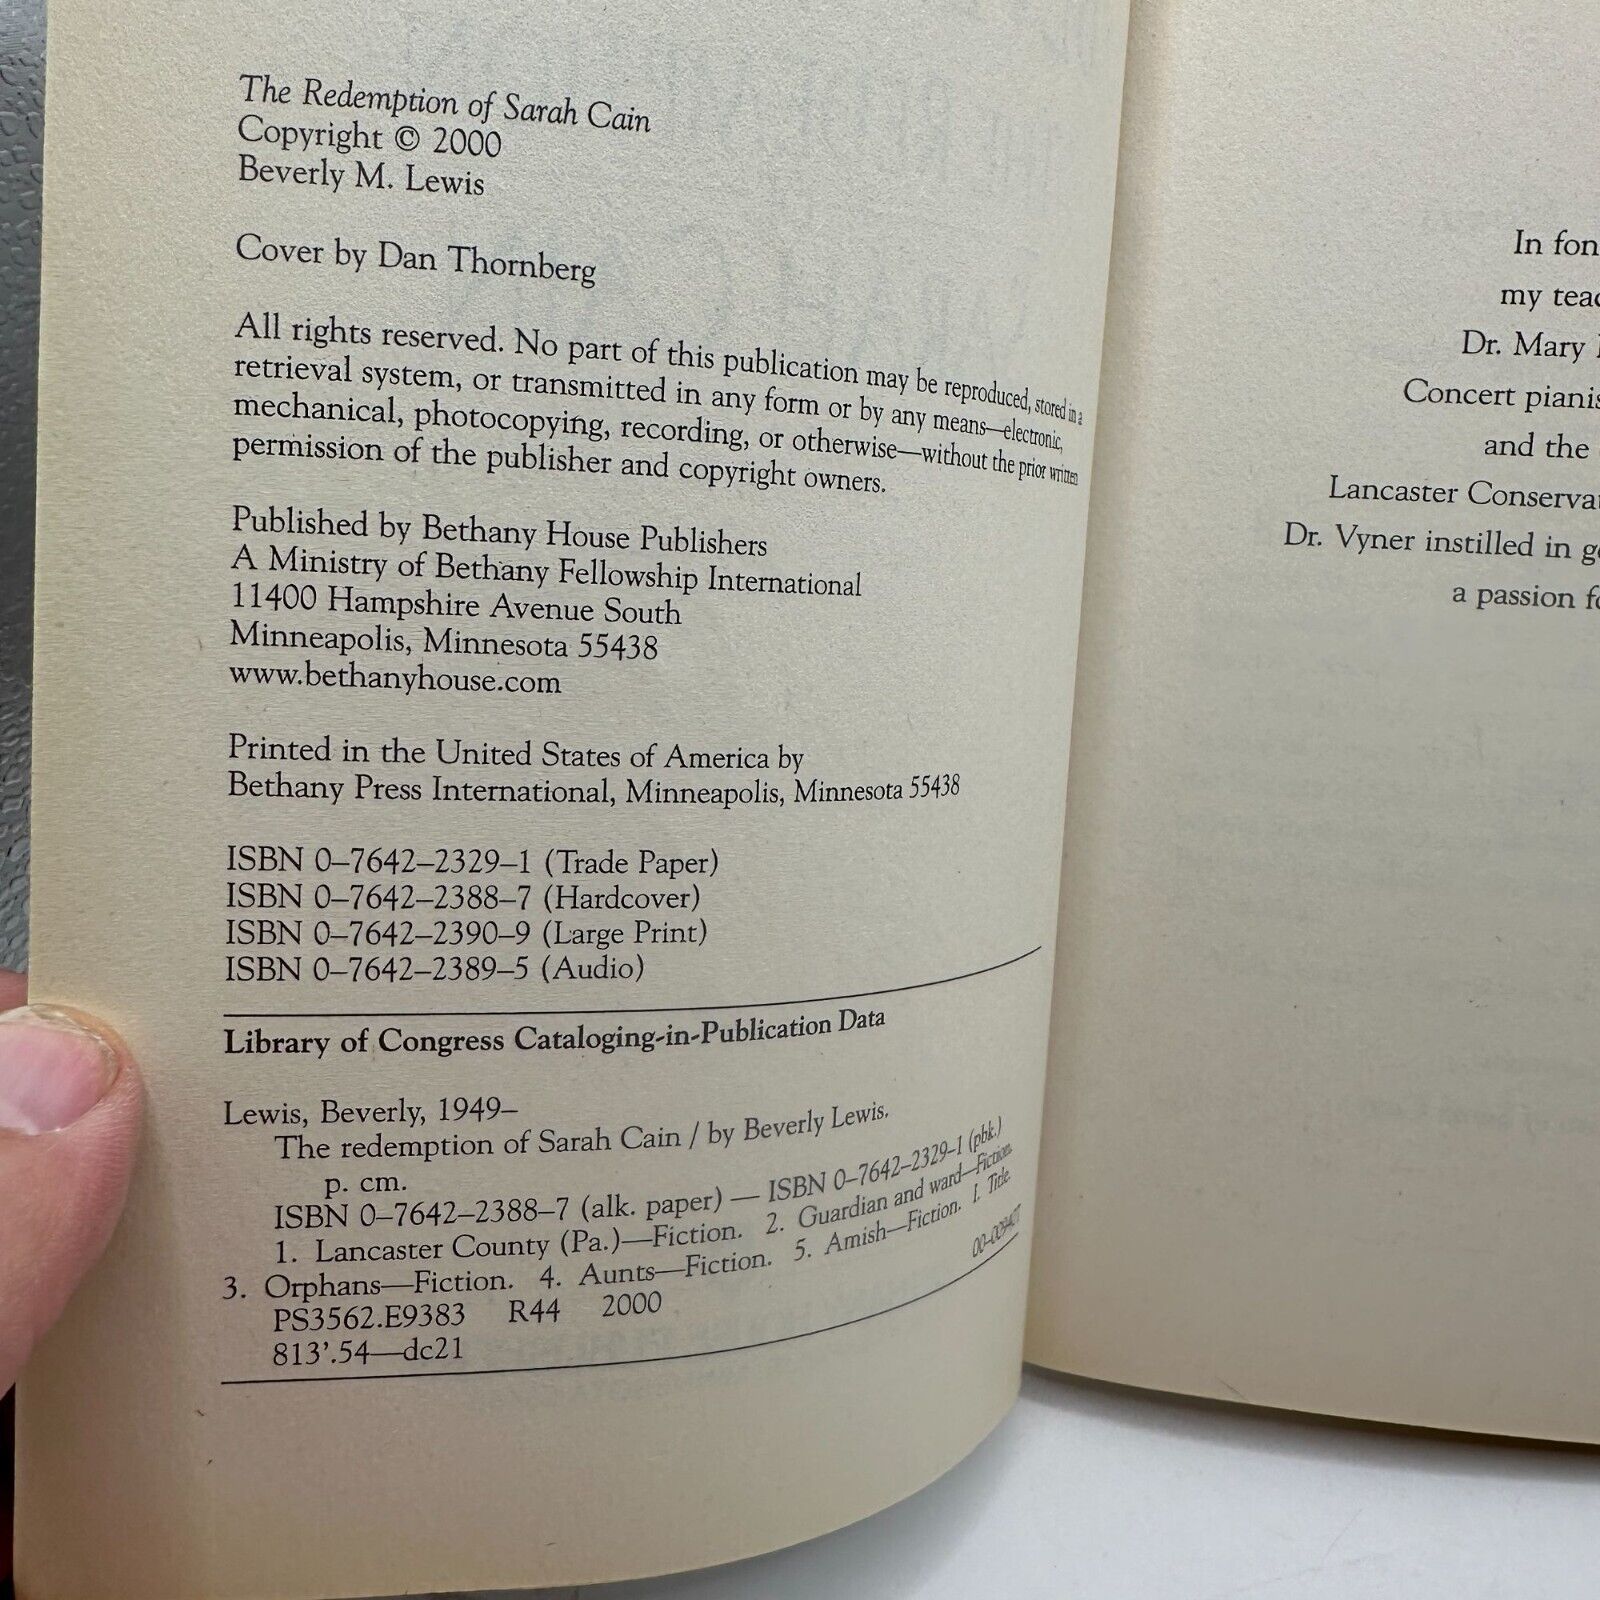 The Redemption of Sarah Cain
Copyright © 2000
Beverly M. Lewis
Cover by Dan Thornberg
All rights reserved. No part of this publication may be reproduced, stored in a
retrieval system, or transmitted in any form or by any means—electronic,
mechanical, photocopying, recording, or otherwise—without the prior written
permission of the publisher and copyright owners.
Published by Bethany House Publishers
A Ministry of Bethany Fellowship International
11400 Hampshire Avenue South
Minneapolis, Minnesota 55438
www.bethanyhouse.com
Printed in the United States of America by
Bethany Press International, Minneapolis, Minnesota 55438
ISBN 0–7642–2329–1 (Trade Paper)
ISBN 0–7642–2388–7 (Hardcover)
ISBN 0–7642–2390–9 (Large Print)
ISBN 0–7642–2389–5 (Audio)
Library of Congress Cataloging-in-Publication Data
Lewis, Beverly, 1949–
The redemption of Sarah Cain / by Beverly Lewis.
p. cm.
ISBN 0–7642–2388–7 (alk. paper) — ISBN 0–7642–2329–1 (pbk.)
1. Lancaster County (Pa.)—Fiction. 2. Guardian and ward—Fiction.
3. Orphans—Fiction. 4. Aunts—Fiction. 5. Amish—Fiction. I. Title.
PS3562.E9383 R44 2000
813'.54—dc21
In fon
my teac
Dr. Mary
Concert pianis
and the
Lancaster Conservat
Dr. Vyner instilled in g
a passion fo